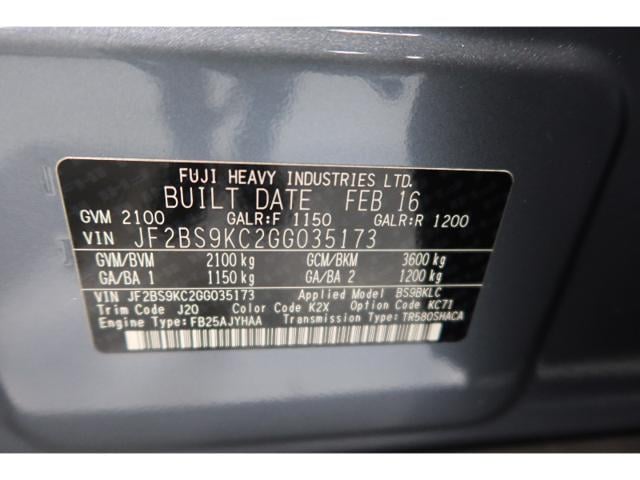 FUJI HEAVY INDUSTRIES LTD.
BUILT DATE FEB 16
GVM 2100 GALR:F 1150 GALR:R 1200
VIN JF2BS9KC2GG035173
GVM/BVM 2100 kg GCM/BKM 3600 kg
GA/BA 1 1150 kg GA/BA 2 1200 kg
VIN JF2BS9KC2GG035173 Applied Model BS9BKLC
Trim Code J20 Color Code K2X Option Code KC71
Engine Type:FB25AJYHAA Transmission Type:TR580SHACA